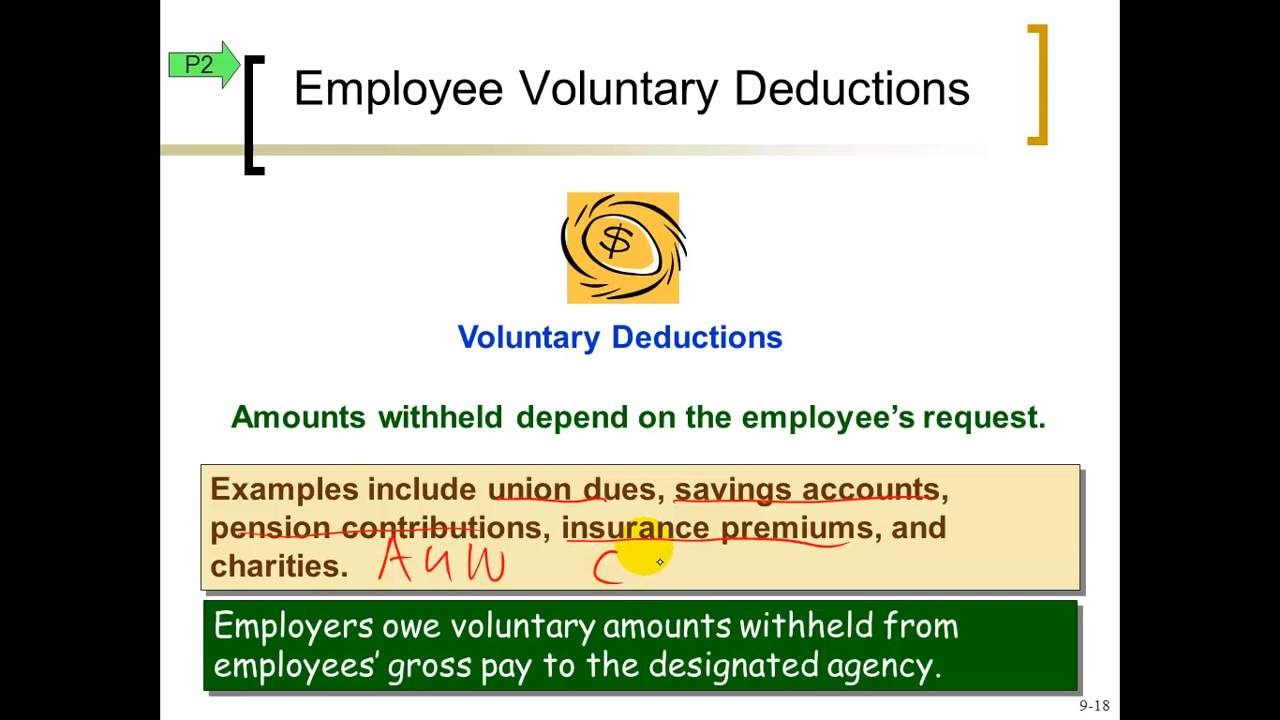 P2
Employee Voluntary Deductions
$
Voluntary Deductions
Amounts withheld depend on the employee's request.
Examples include union dues, savings accounts,
pension contributions, insurance premiums, and
charities. A U W C
Employers owe voluntary amounts withheld from
employees' gross pay to the designated agency.
9-18